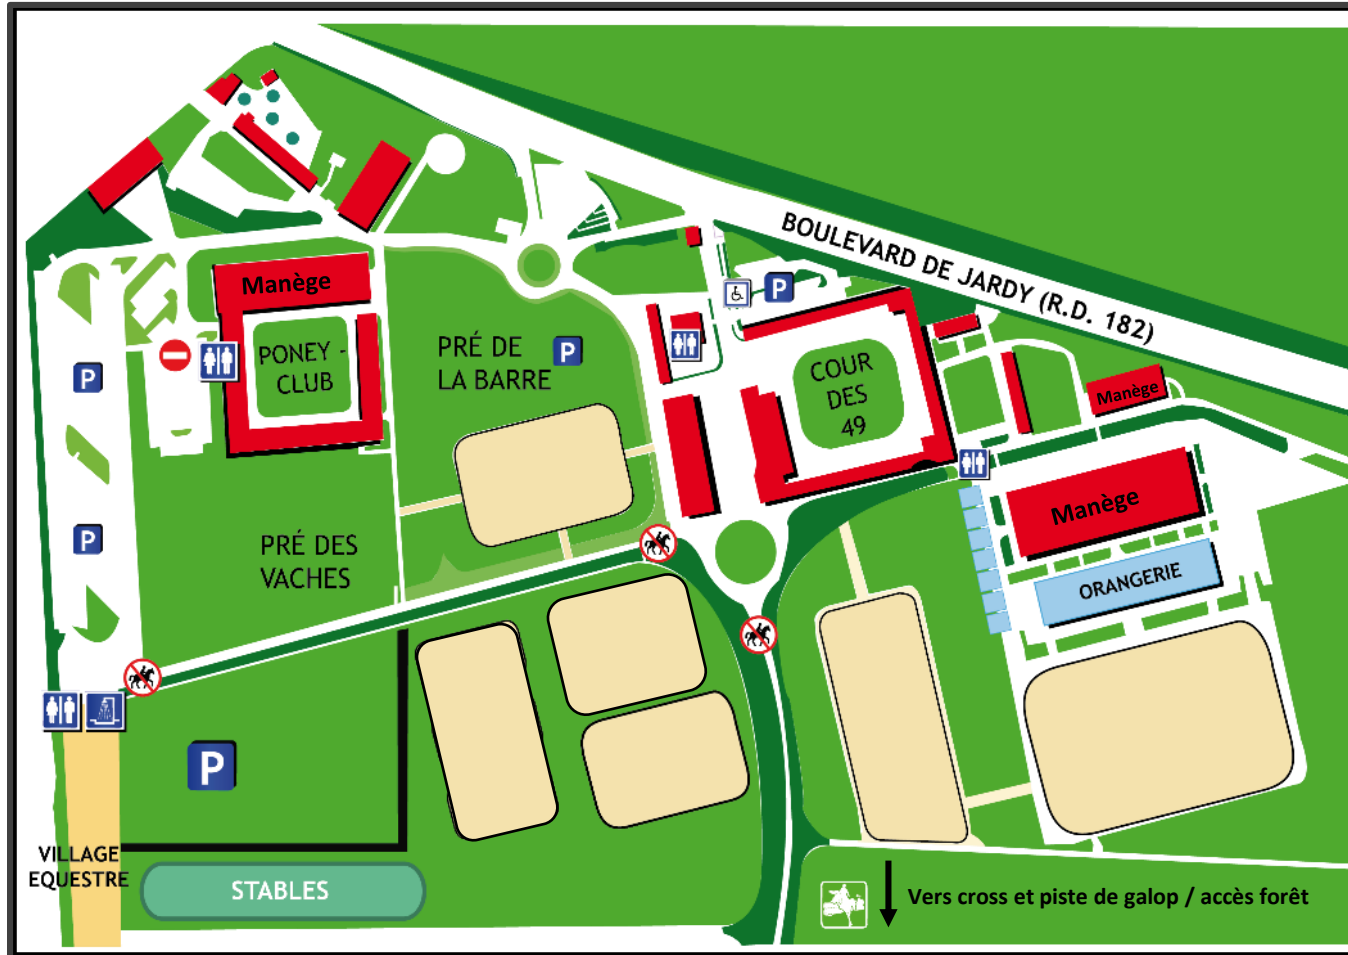 BOULEVARD DE JARDY (R.D. 182)
Manège
PONEY -
CLUB
PRÉ DE
LA BARRE
P
P
COUR
DES
49
Manège
P
Manège
P
PRÉ DES
VACHES
ORANGERIE
P
VILLAGE
EQUESTRE
STABLES
Vers cross et piste de galop / accès forêt